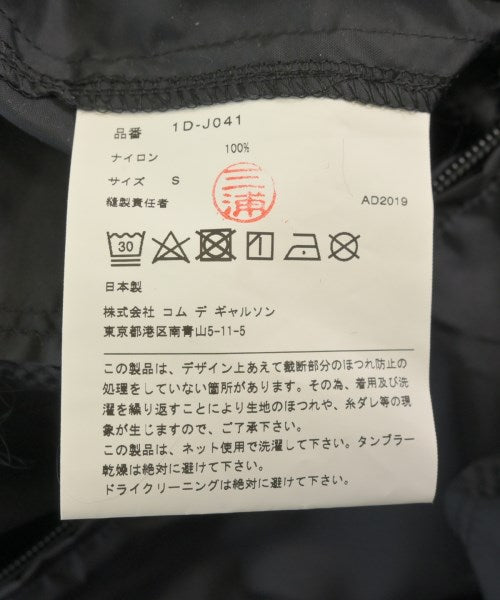 品番 1D-J041
ナイロン 100%
サイズ S
縫製責任者 三浦 AD2019
30
日本製
株式会社 コム デ ギャルソン
東京都港区南青山5-11-5
この製品は、デザイン上あえて截断部分のほつれ防止の
処理をしていない箇所があります。その為、着用及び洗
濯を繰り返すことにより生地のほつれや、糸ダレ等の現
象が生じますので、ご了承下さい。
この製品は、ネット使用で洗濯して下さい。タンブラー
乾燥は絶対に避けて下さい。
ドライクリーニングは絶対に避けて下さい。